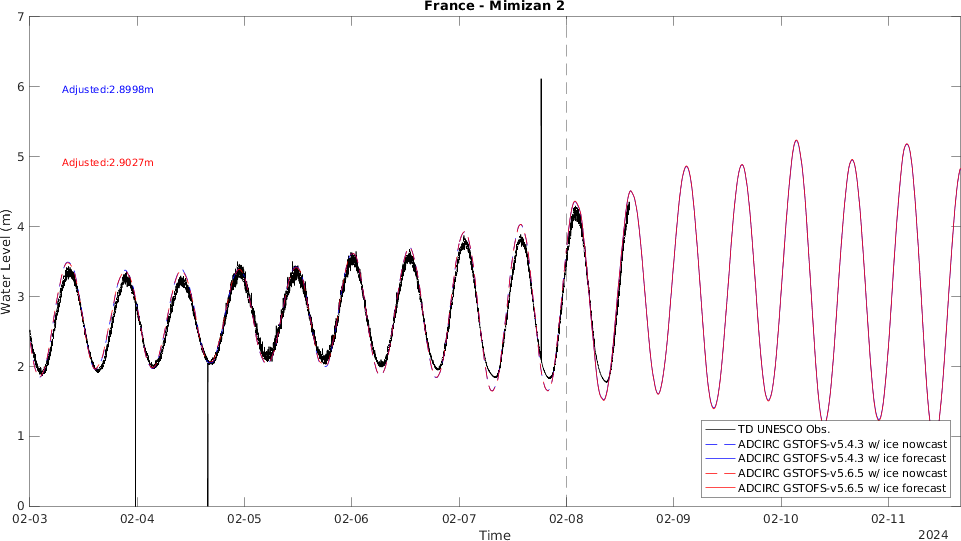 France - Mimizan 2
7
6
5
4
3
2
1
0
Water Level (m)
Adjusted:2.8998m
Adjusted:2.9027m
TD UNESCO Obs.
ADCIRC GSTOFS-v5.4.3 w/ ice nowcast
ADCIRC GSTOFS-v5.4.3 w/ ice forecast
ADCIRC GSTOFS-v5.6.5 w/ ice nowcast
ADCIRC GSTOFS-v5.6.5 w/ ice forecast
02-03 02-04 02-05 02-06 02-07 02-08 02-09 02-10 02-11
Time
2024